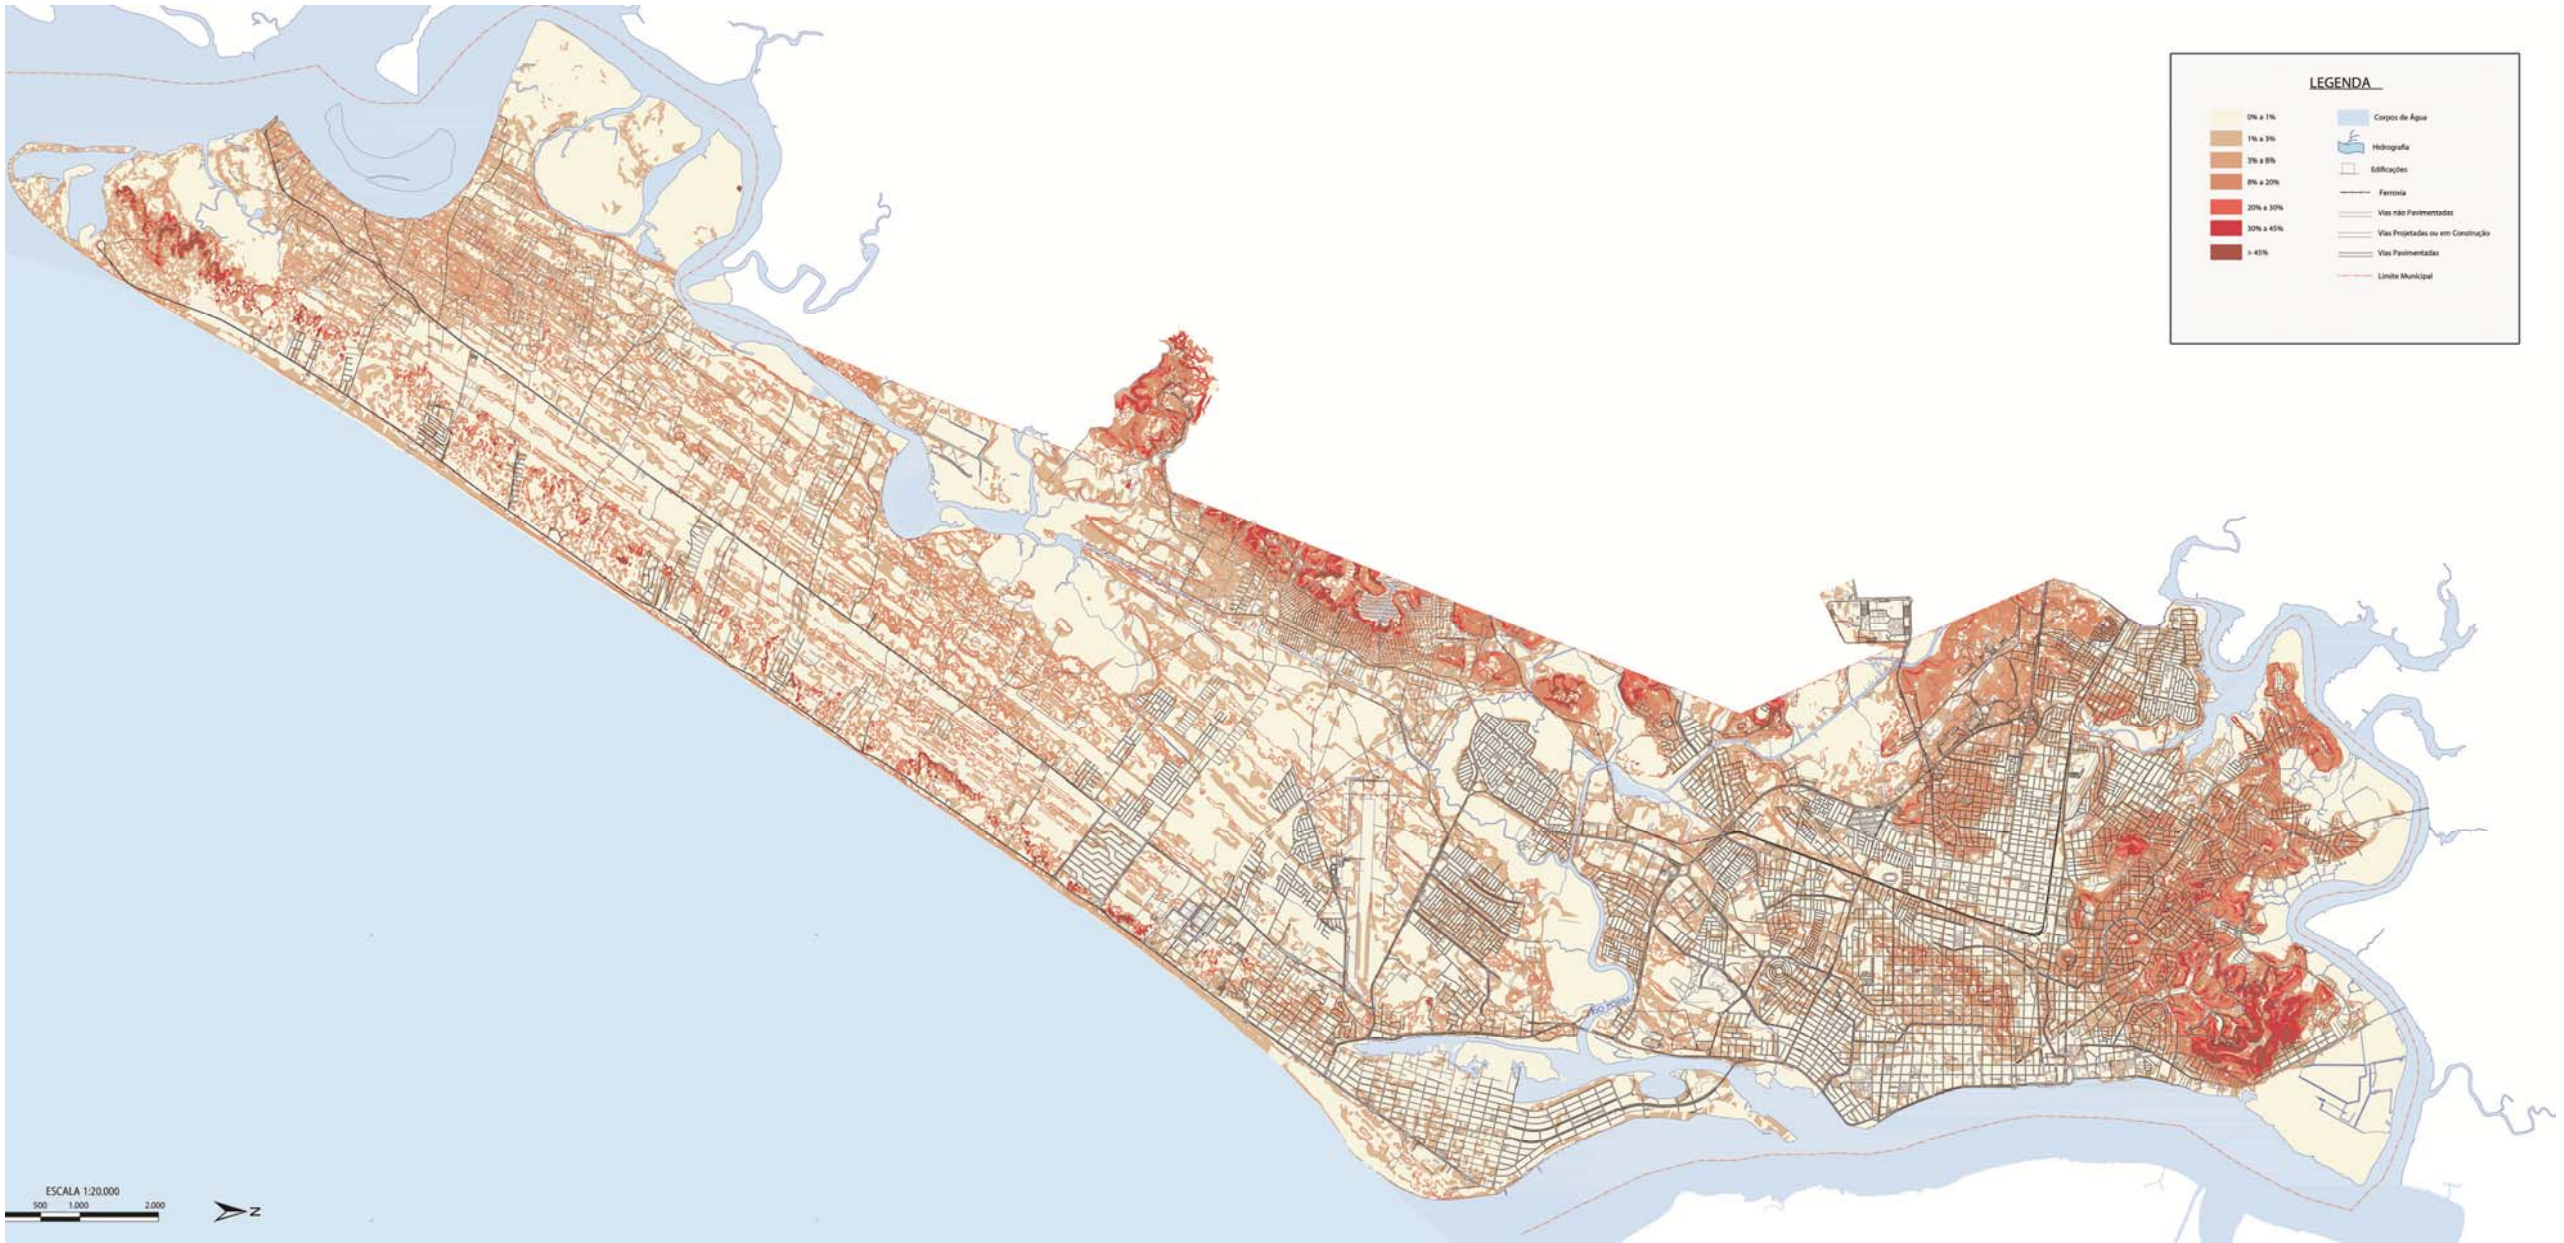 LEGENDA
0% a 1%
1% a 3%
3% a 8%
8% a 20%
20% a 30%
30% a 45%
> 45%
Corpos de Água
Hidrografia
Edificações
Ferrovia
Vias não Pavimentadas
Vias Projetadas ou em Construção
Vias Pavimentadas
Limite Municipal
ESCALA 1:20.000
500 1.000 2.000
N